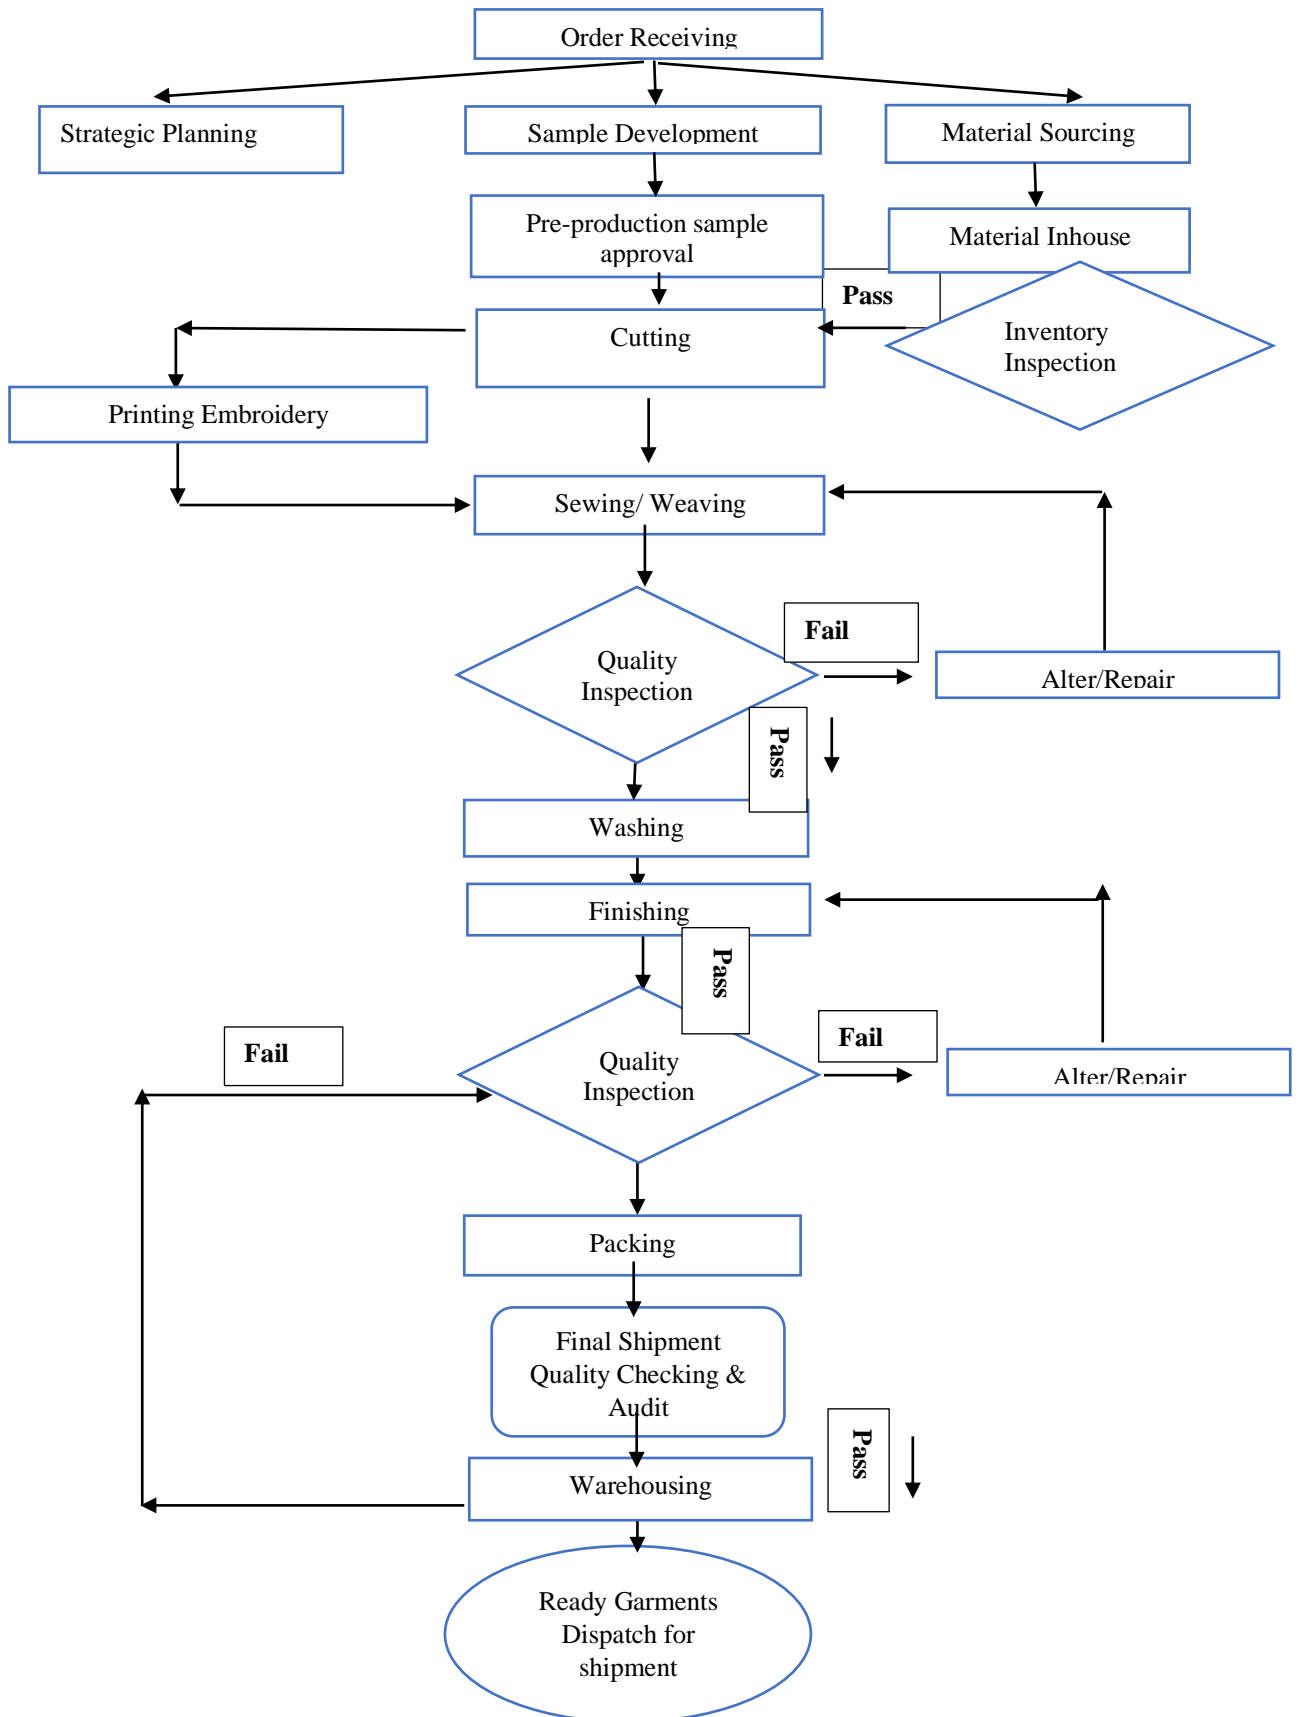 Order Receiving
Strategic Planning
Sample Development
Material Sourcing
Pre-production sample
approval
Material Inhouse
Pass
Cutting
Inventory
Inspection
Printing Embroidery
Sewing/ Weaving
Fail
Quality
Inspection
Alter/Repair
Pass
Washing
Finishing
Pass
Fail
Fail
Quality
Inspection
Alter/Repair
Packing
Final Shipment
Quality Checking &
Audit
Pass
Warehousing
Ready Garments
Dispatch for
shipment